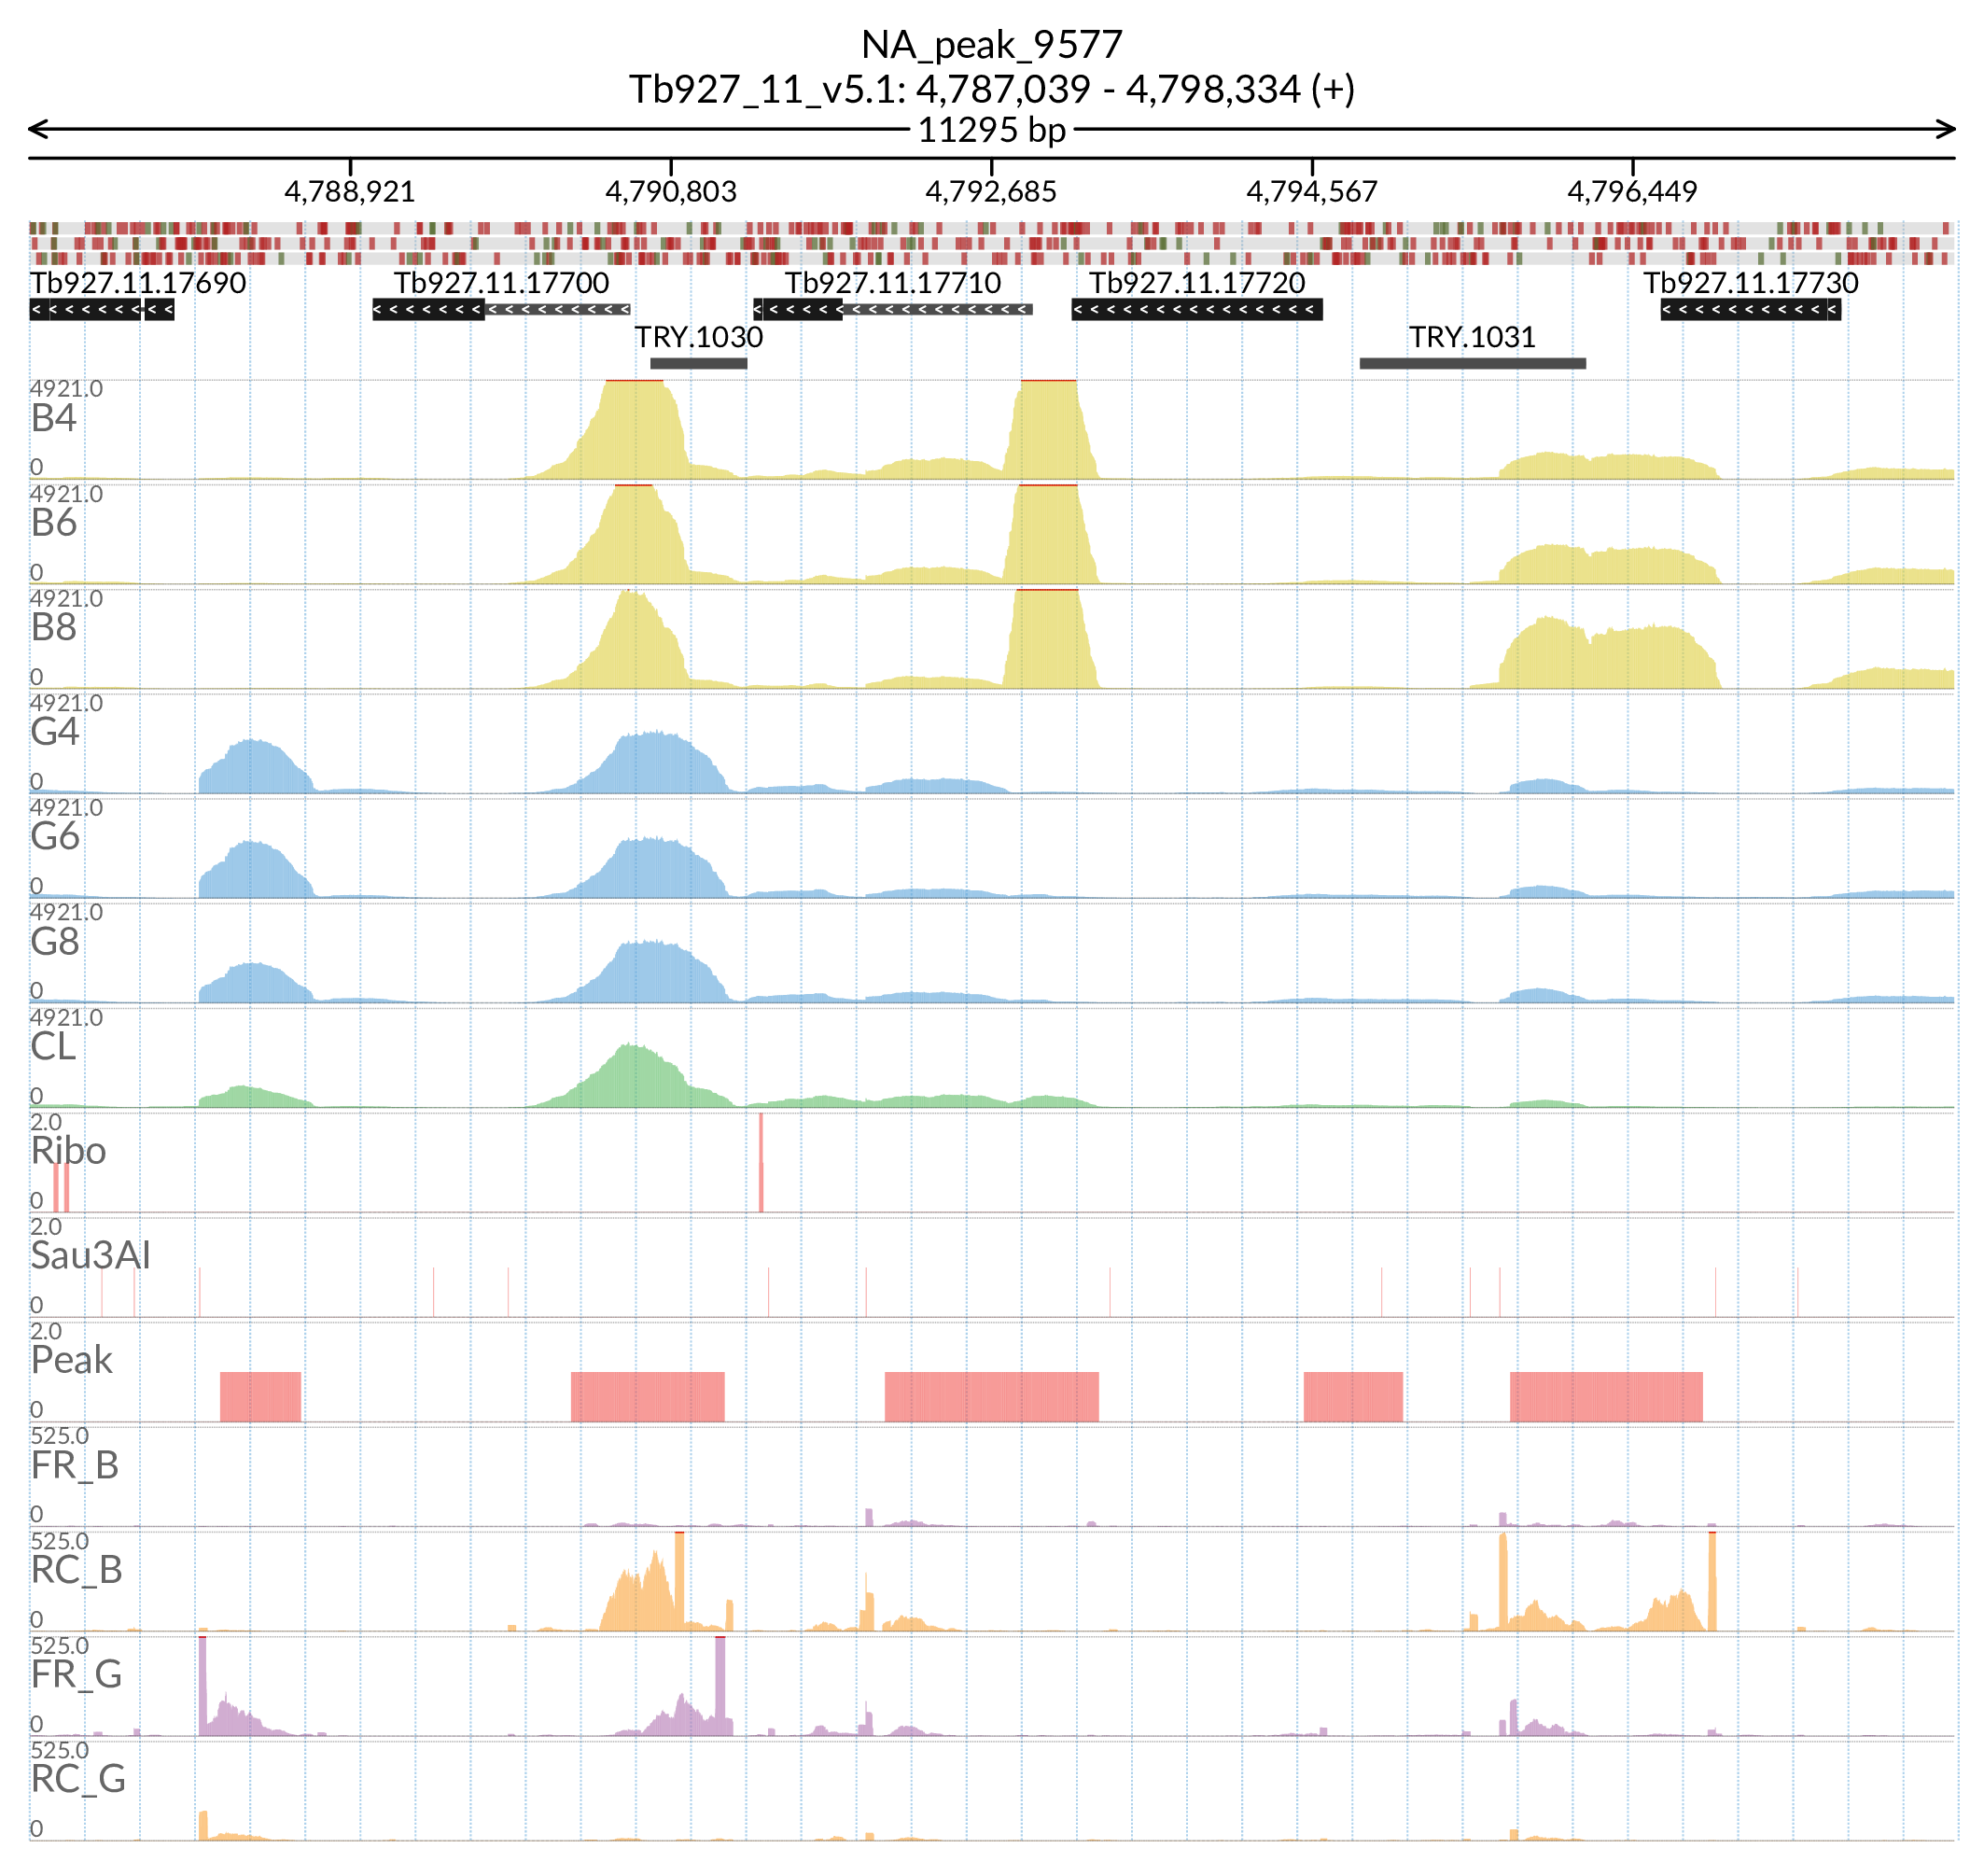 NA_peak_9577
Tb927_11_v5.1: 4,787,039 - 4,798,334 (+)
11295 bp
4,788,921 4,790,803 4,792,685 4,794,567 4,796,449
Tb927.11.17690 Tb927.11.17700 Tb927.11.17710 Tb927.11.17720 Tb927.11.17730
TRY.1030 TRY.1031
4921.0
B4
0
4921.0
B6
0
4921.0
B8
0
4921.0
G4
0
4921.0
G6
0
4921.0
G8
0
4921.0
CL
0
2.0
Ribo
0
2.0
Sau3AI
0
2.0
Peak
0
525.0
FR_B
0
525.0
RC_B
0
525.0
FR_G
0
525.0
RC_G
0